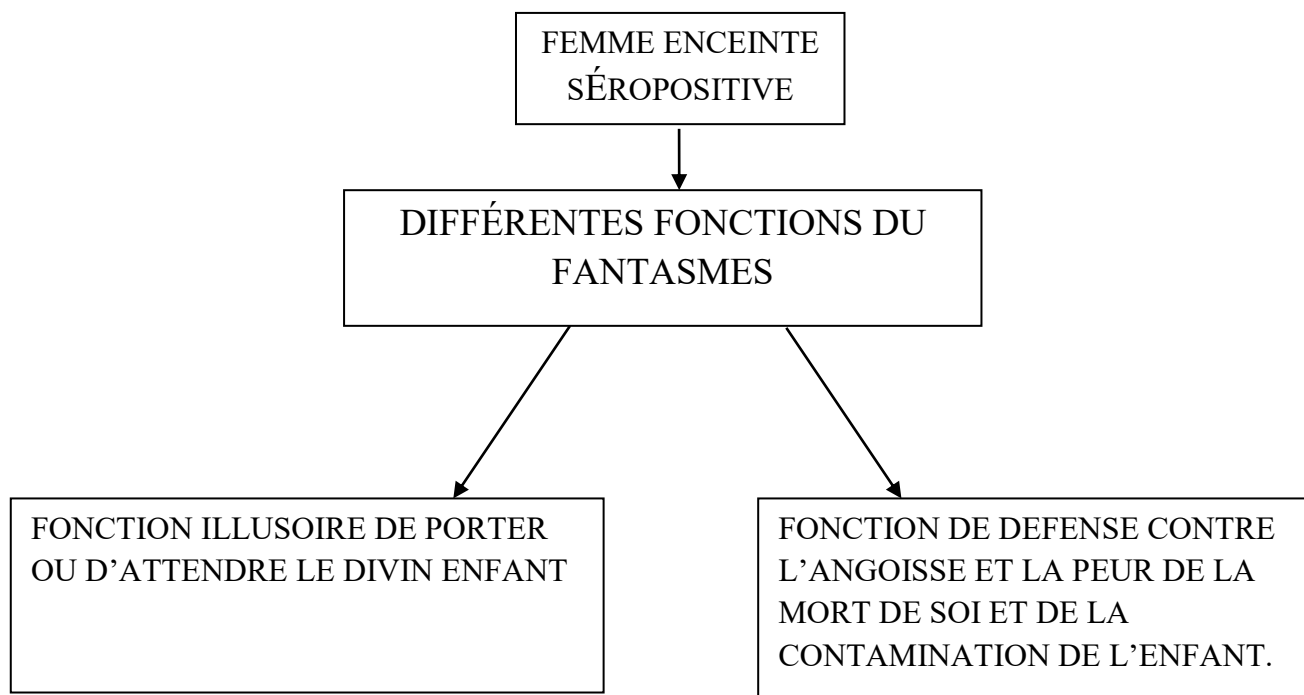 FEMME ENCEINTE
SÉROPOSITIVE
DIFFÉRENTES FONCTIONS DU
FANTASMES
FONCTION ILLUSOIRE DE PORTER
OU D’ATTENDRE LE DIVIN ENFANT
FONCTION DE DEFENSE CONTRE
L’ANGOISSE ET LA PEUR DE LA
MORT DE SOI ET DE LA
CONTAMINATION DE L’ENFANT.